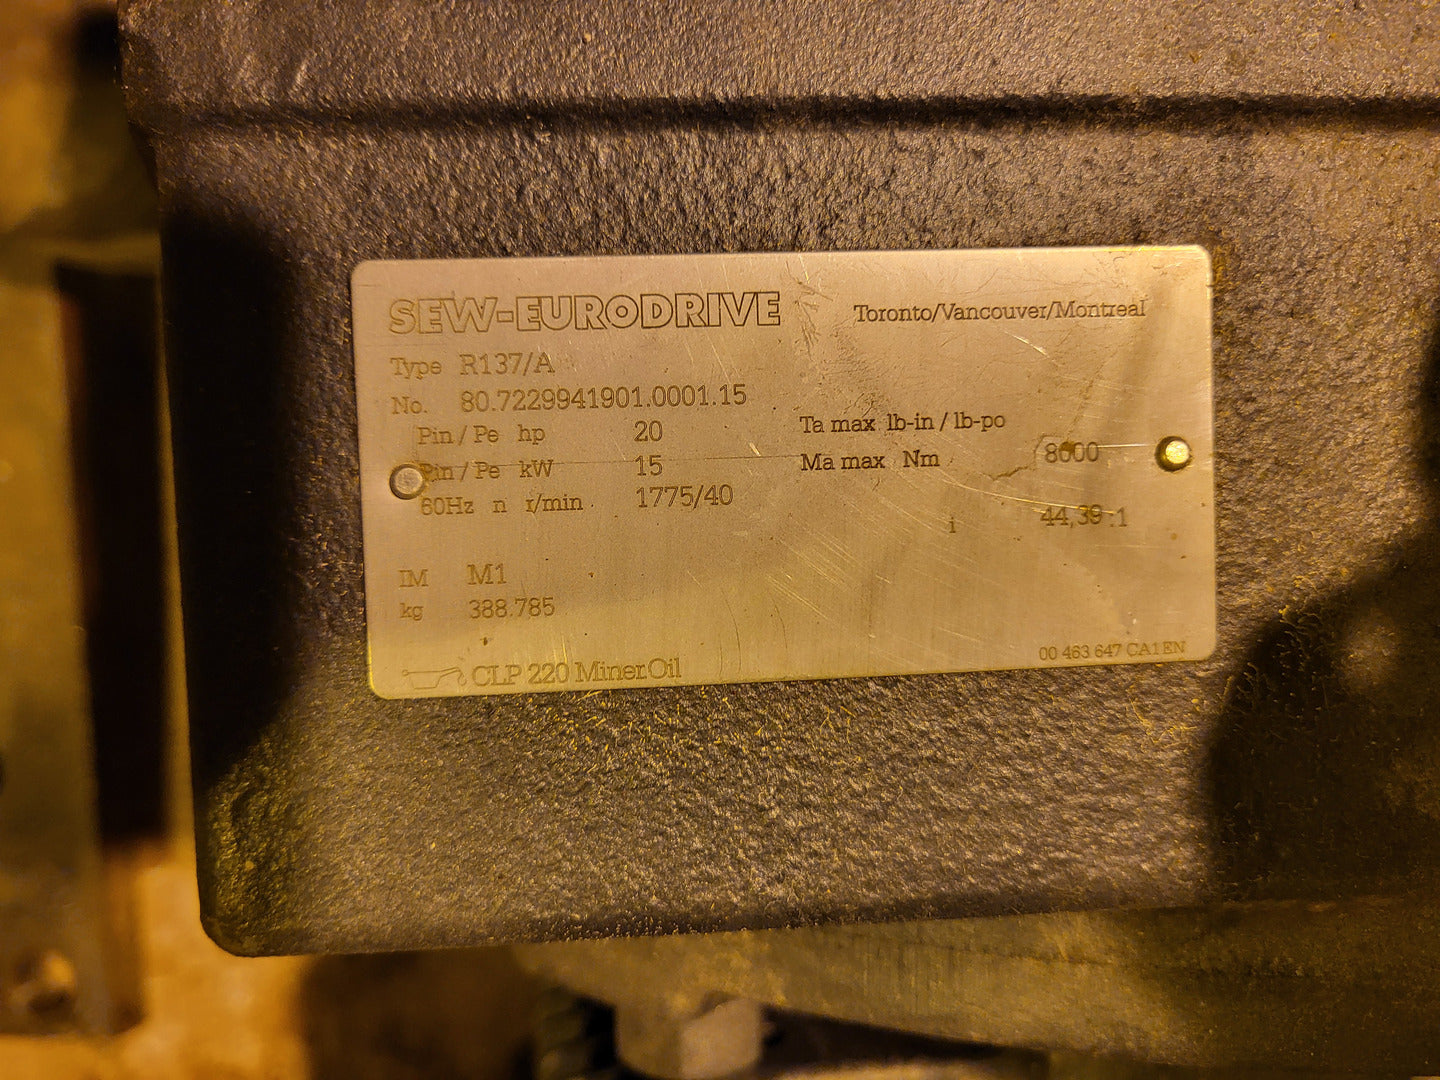 SEW-EURODRIVE Toronto/Vancouver/Montreal
Type R137/A
No. 80.7229941901.0001.15
Pin / Pe hp 20 Ta max lb-in / lb-po
Pin / Pe kW 15 Ma max Nm 8000
60Hz n r/min 1775/40 i 44,39 :1
IM M1
kg 388.785
CLP 220 Miner.Oil 00 463 647 CA1EN